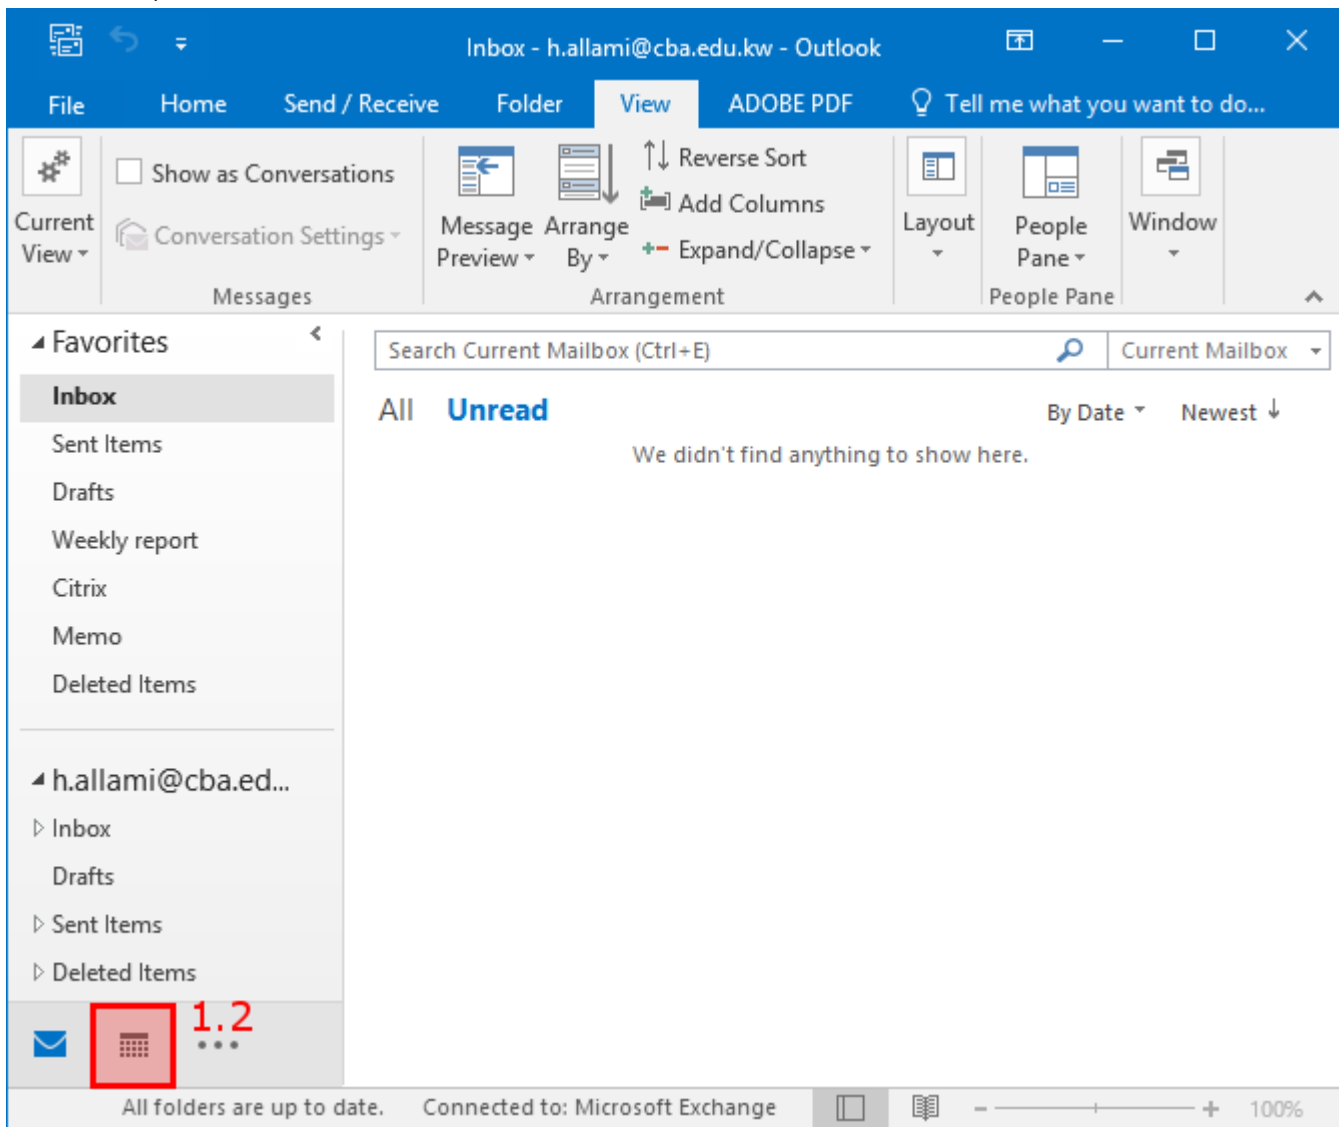 Inbox - h.allami@cba.edu.kw - Outlook
File Home Send / Receive Folder View ADOBE PDF Tell me what you want to do...
Current View
Show as Conversations
Conversation Settings
Messages
Message Preview
Arrange By
Reverse Sort
Add Columns
Expand/Collapse
Arrangement
Layout
People Pane
People Pane
Window
Favorites
Inbox
Sent Items
Drafts
Weekly report
Citrix
Memo
Deleted Items
h.allami@cba.ed...
Inbox
Drafts
Sent Items
Deleted Items
1.2
Search Current Mailbox (Ctrl+E) Current Mailbox
All Unread By Date Newest
We didn't find anything to show here.
All folders are up to date. Connected to: Microsoft Exchange 100%